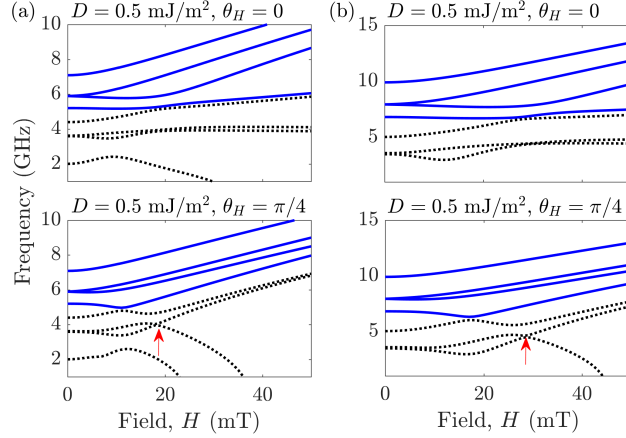 (a) D = 0.5 mJ/m², θ_H = 0
(b) D = 0.5 mJ/m², θ_H = 0
10
8
6
4
2
15
10
5
Frequency (GHz)
D = 0.5 mJ/m², θ_H = π/4
D = 0.5 mJ/m², θ_H = π/4
10
8
6
4
2
15
10
5
0 20 40
0 20 40
Field, H (mT)
Field, H (mT)